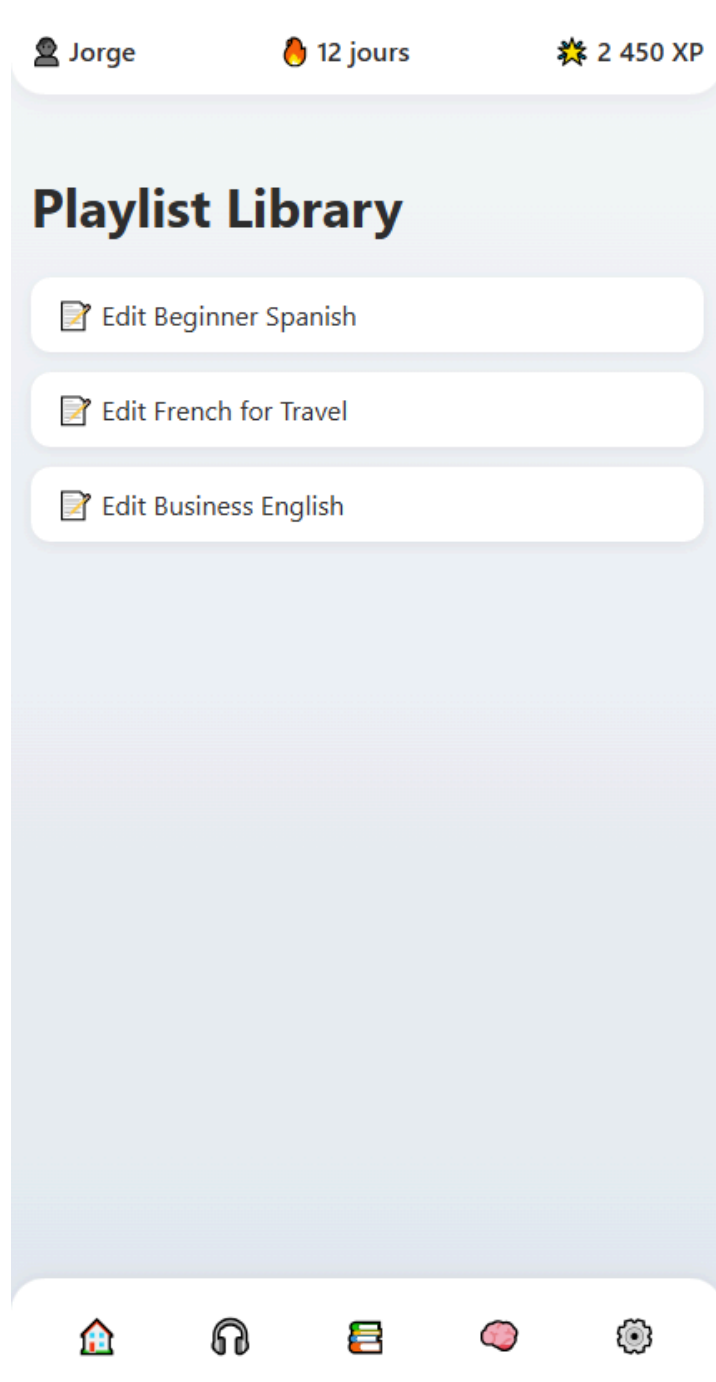 Jorge 12 jours 2 450 XP
Playlist Library
Edit Beginner Spanish
Edit French for Travel
Edit Business English